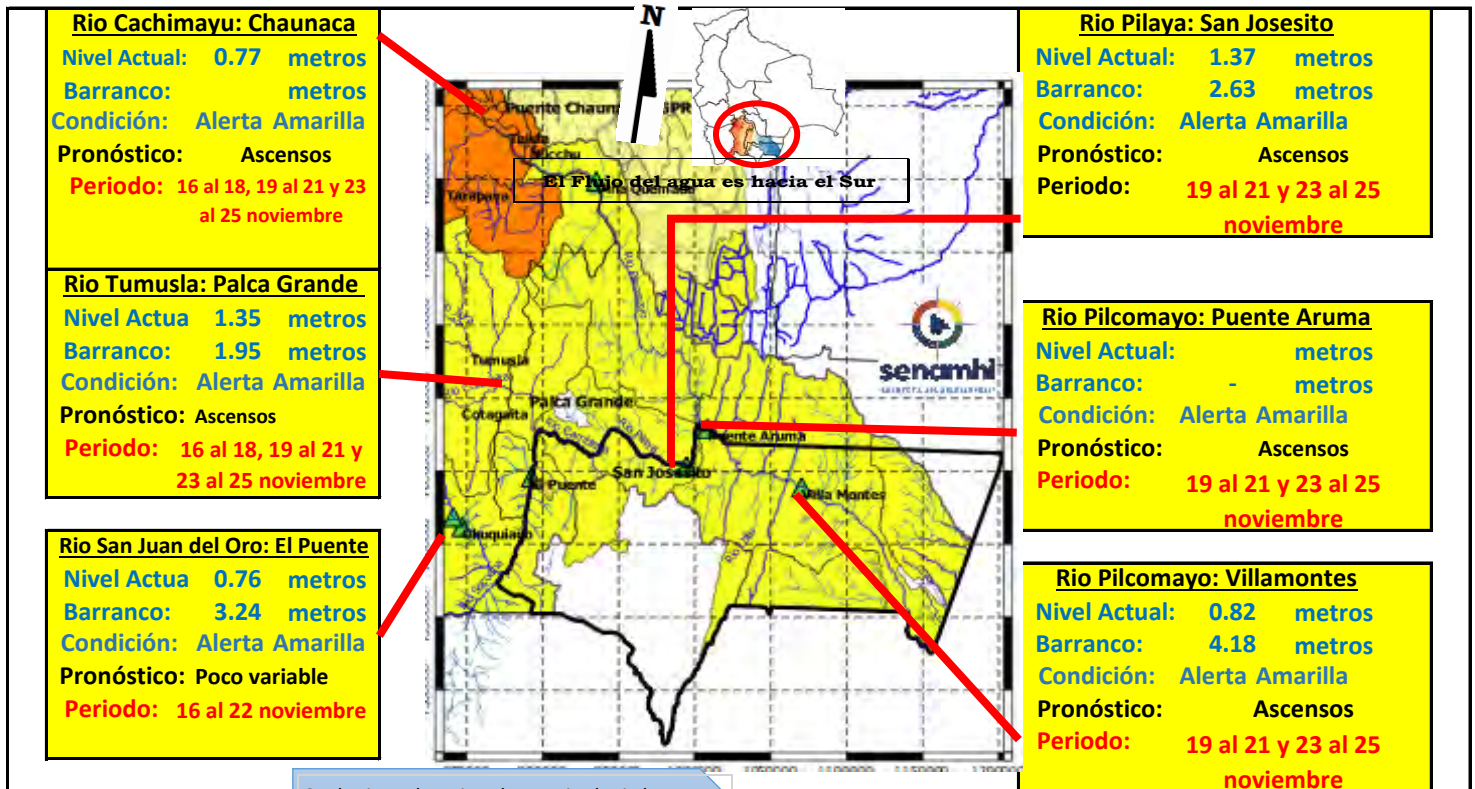 Rio Cachimayu: Chaunaca
Nivel Actual: 0.77 metros
Barranco: metros
Condición: Alerta Amarilla
Pronóstico: Ascensos
Periodo: 16 al 18, 19 al 21 y 23
al 25 noviembre
Rio Tumusla: Palca Grande
Nivel Actua 1.35 metros
Barranco: 1.95 metros
Condición: Alerta Amarilla
Pronóstico: Ascensos
Periodo: 16 al 18, 19 al 21 y
23 al 25 noviembre
Rio San Juan del Oro: El Puente
Nivel Actua 0.76 metros
Barranco: 3.24 metros
Condición: Alerta Amarilla
Pronóstico: Poco variable
Periodo: 16 al 22 noviembre
N
El Flujo del agua es hacia el Sur
Puente
Tarapaya
Tumusla
Palca Grande
Cotagaita
Puente Aruma
San Josesito
El Puente
Villa Montes
Chuquiago
senamhi
Rio Pilaya: San Josesito
Nivel Actual: 1.37 metros
Barranco: 2.63 metros
Condición: Alerta Amarilla
Pronóstico: Ascensos
Periodo: 19 al 21 y 23 al 25
noviembre
Rio Pilcomayo: Puente Aruma
Nivel Actual: metros
Barranco: - metros
Condición: Alerta Amarilla
Pronóstico: Ascensos
Periodo: 19 al 21 y 23 al 25
noviembre
Rio Pilcomayo: Villamontes
Nivel Actual: 0.82 metros
Barranco: 4.18 metros
Condición: Alerta Amarilla
Pronóstico: Ascensos
Periodo: 19 al 21 y 23 al 25
noviembre